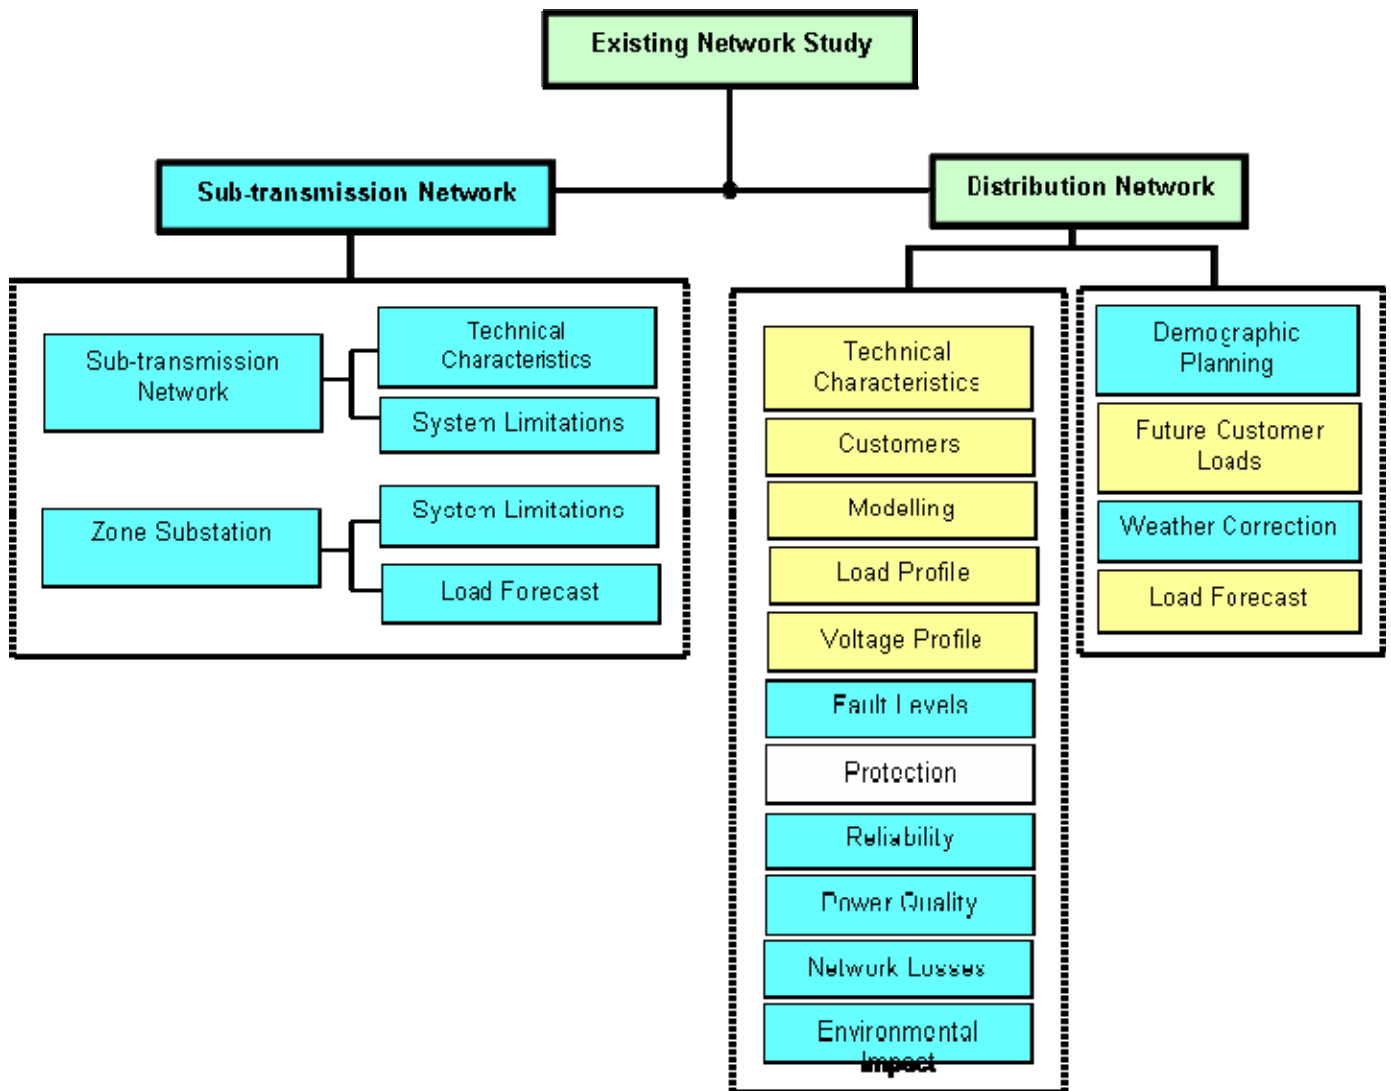 Existing Network Study
Sub-transmission Network
Distribution Network
Sub-transmission
Network
Technical
Characteristics
System Limitations
Zone Substation
System Limitations
Load Forecast
Technical
Characteristics
Customers
Modelling
Load Profile
Voltage Profile
Fault Levels
Protection
Reliability
Power Quality
Network Losses
Environmental
Impact
Demographic
Planning
Future Customer
Loads
Weather Correction
Load Forecast